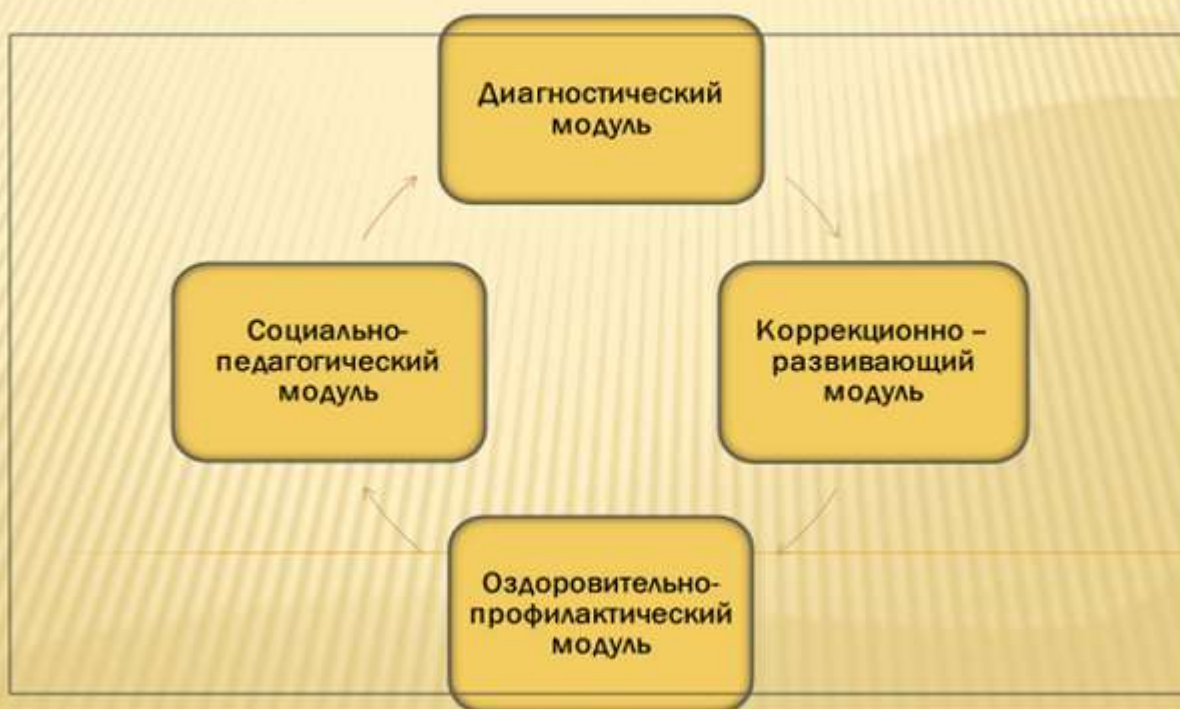 Диагностический
модуль
Социально-
педагогический
модуль
Коррекционно –
развивающий
модуль
Оздоровительно-
профилактический
модуль